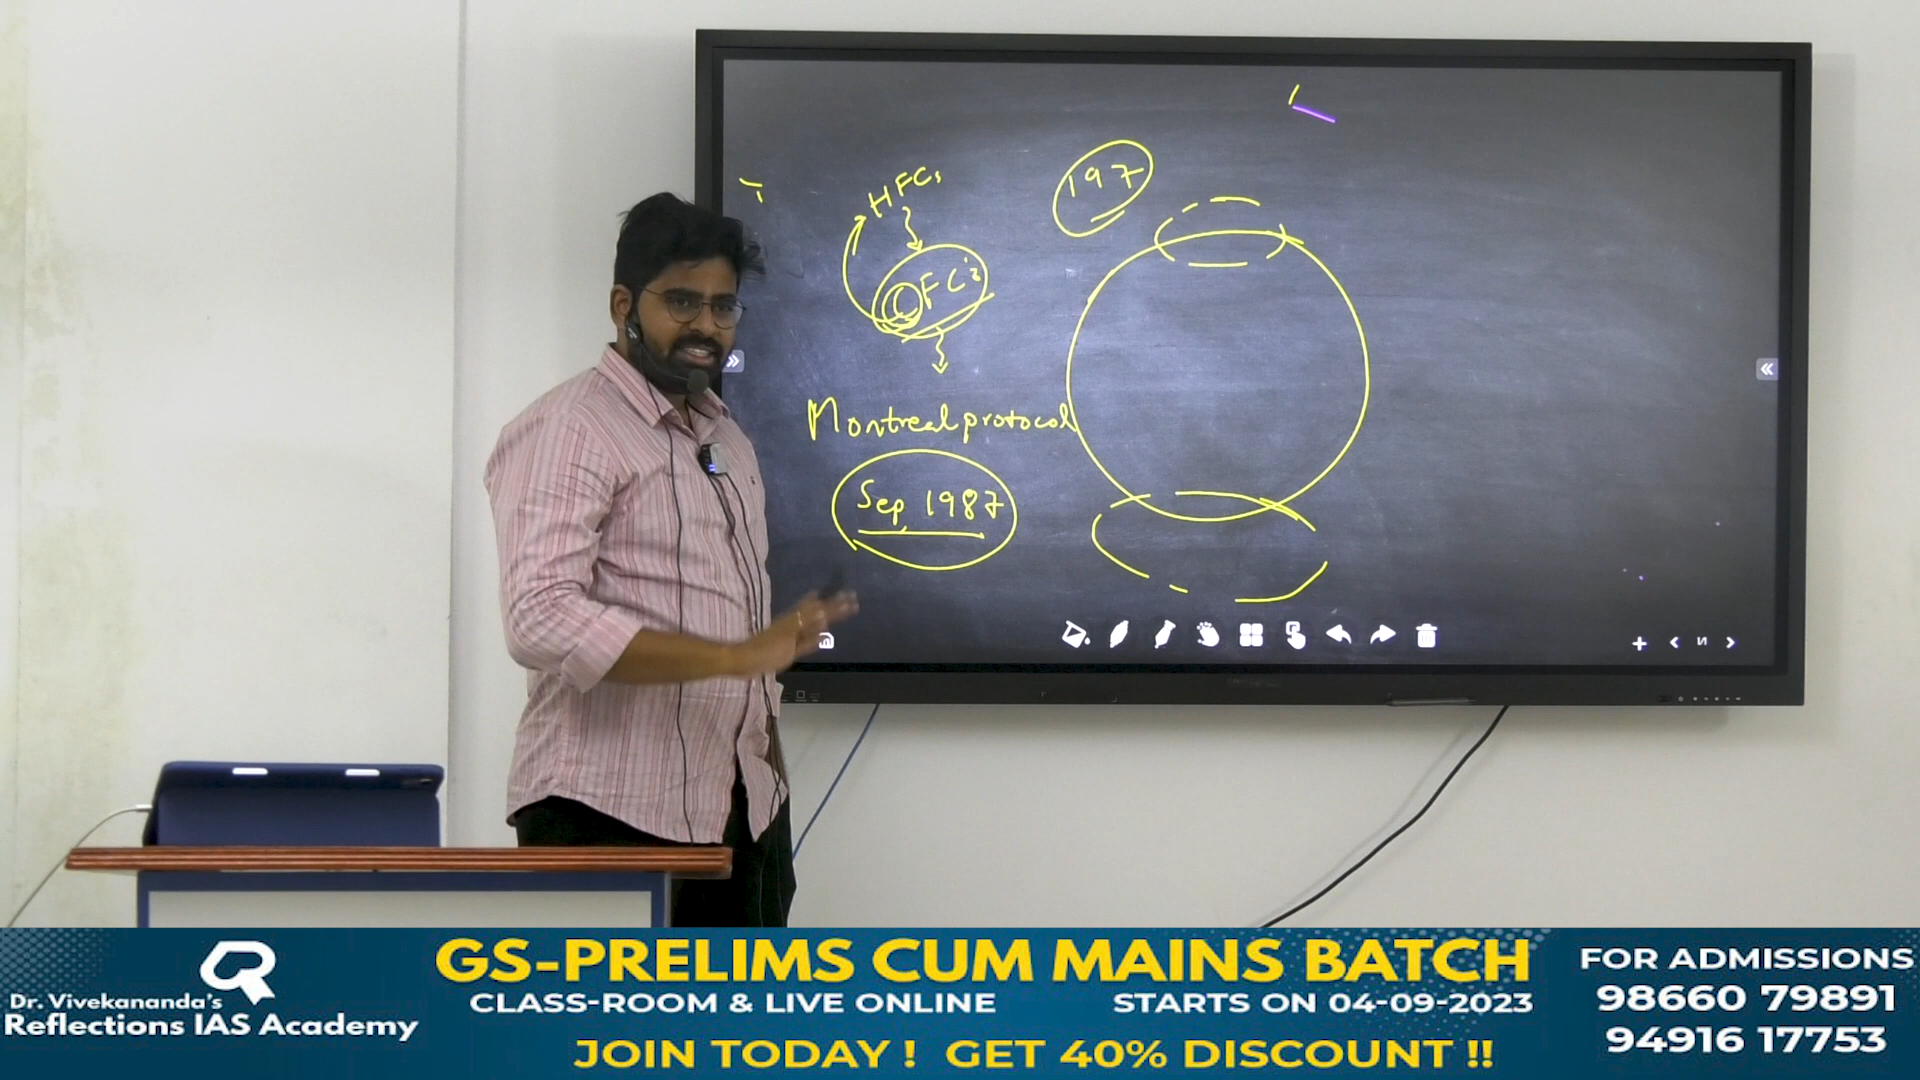 HFCs
197
CFC's
Montreal protocol
Sep 1987
Dr. Vivekananda's
Reflections IAS Academy
GS-PRELIMS CUM MAINS BATCH
CLASS-ROOM & LIVE ONLINE STARTS ON 04-09-2023
JOIN TODAY ! GET 40% DISCOUNT !!
FOR ADMISSIONS
98660 79891
94916 17753